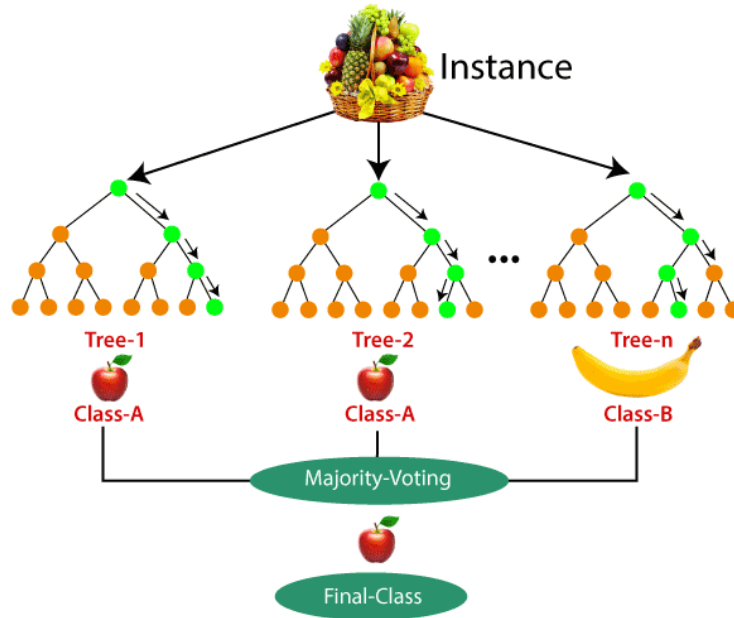 Instance
...
Tree-1
Tree-2
Tree-n
Class-A
Class-A
Class-B
Majority-Voting
Final-Class